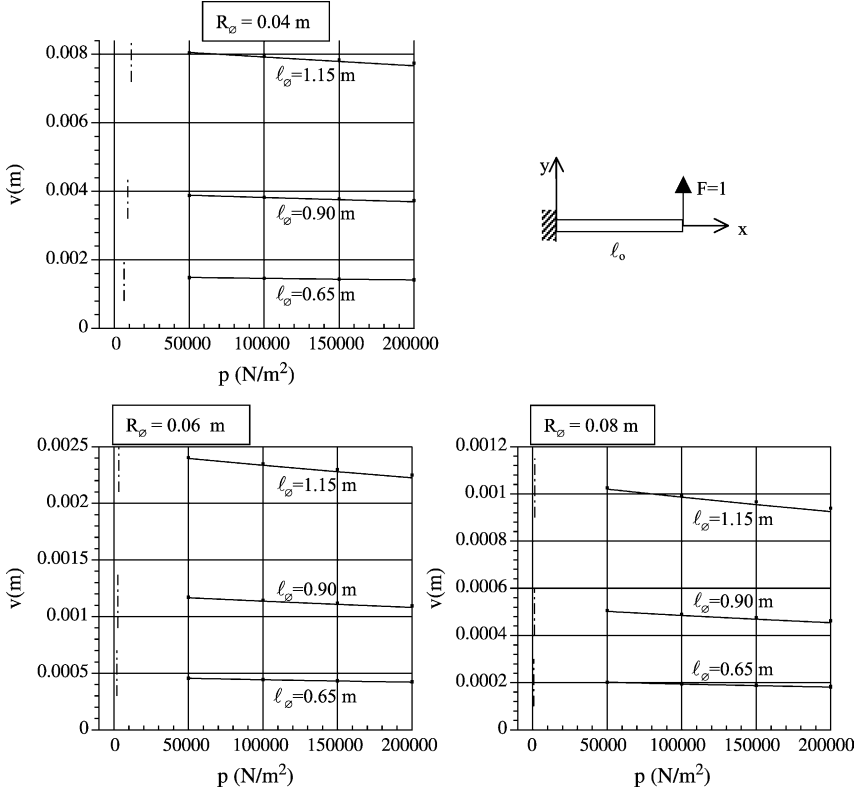 R∅ = 0.04 m
0.008
0.006
0.004
0.002
0
v(m)
ℓ∅=1.15 m
ℓ∅=0.90 m
ℓ∅=0.65 m
0 50000 100000 150000 200000
p (N/m²)
y
F=1
x
ℓo
R∅ = 0.06 m
0.0025
0.002
0.0015
0.001
0.0005
0
v(m)
ℓ∅=1.15 m
ℓ∅=0.90 m
ℓ∅=0.65 m
0 50000 100000 150000 200000
p (N/m²)
R∅ = 0.08 m
0.0012
0.001
0.0008
0.0006
0.0004
0.0002
0
v(m)
ℓ∅=1.15 m
ℓ∅=0.90 m
ℓ∅=0.65 m
0 50000 100000 150000 200000
p (N/m²)